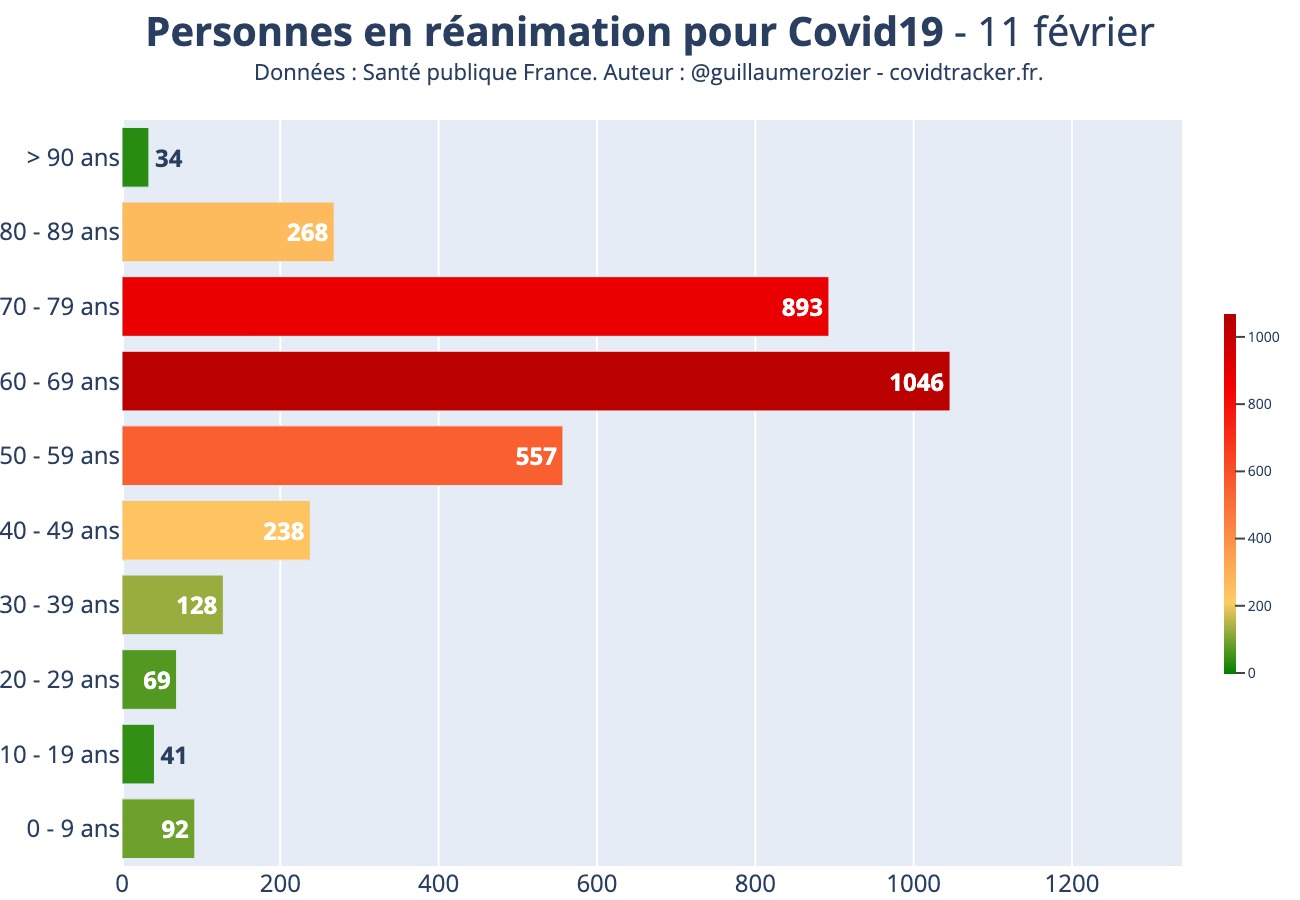 Personnes en réanimation pour Covid19 - 11 février
Données : Santé publique France. Auteur : @guillaumerozier - covidtracker.fr.
> 90 ans 34
80 - 89 ans 268
70 - 79 ans 893
60 - 69 ans 1046
50 - 59 ans 557
40 - 49 ans 238
30 - 39 ans 128
20 - 29 ans 69
10 - 19 ans 41
0 - 9 ans 92
0 200 400 600 800 1000 1200
1000
800
600
400
200
0